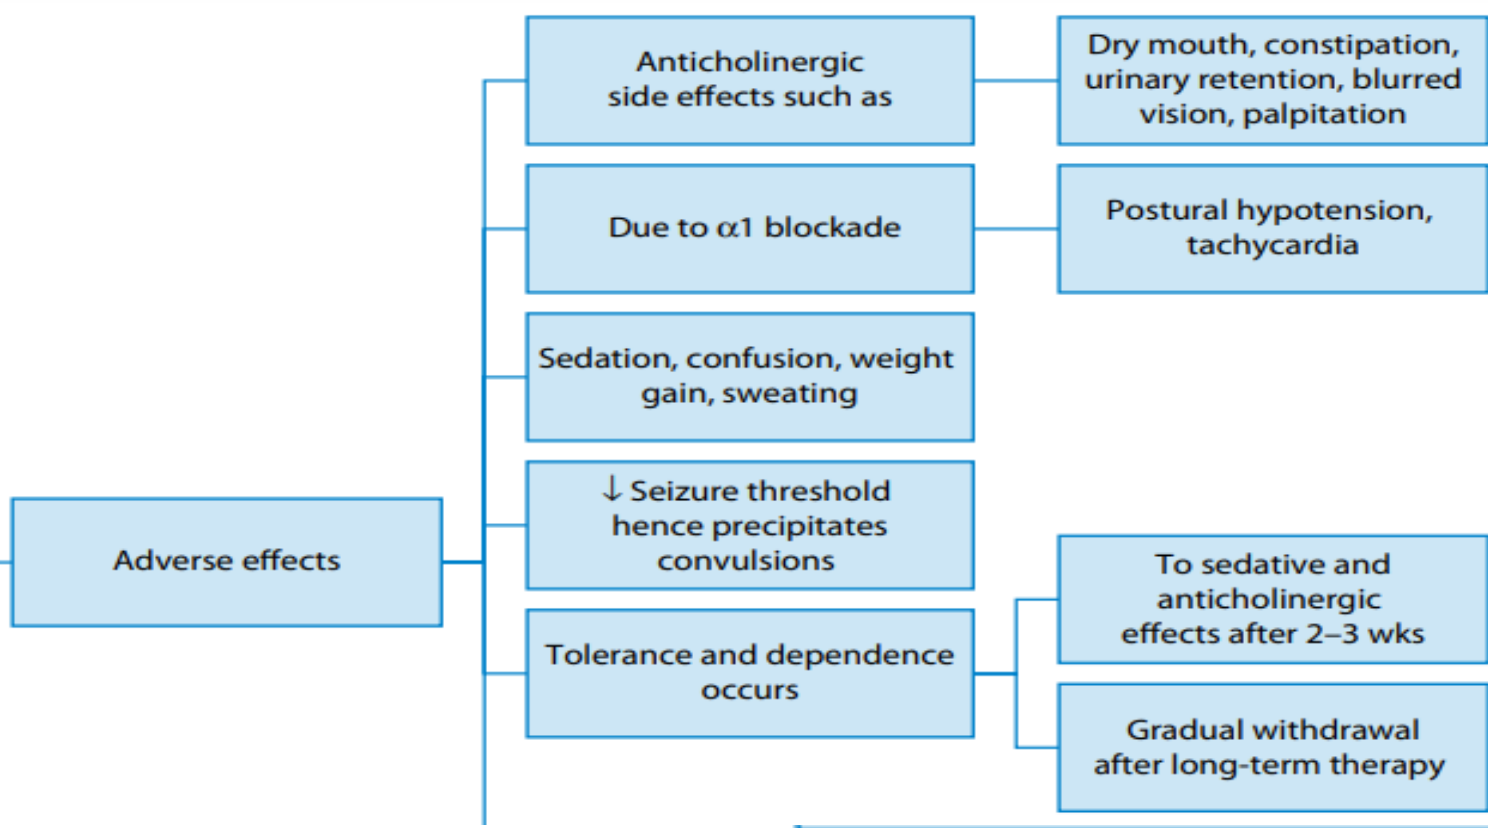 Anticholinergic
side effects such as
Dry mouth, constipation,
urinary retention, blurred
vision, palpitation
Due to α1 blockade
Postural hypotension,
tachycardia
Sedation, confusion, weight
gain, sweating
↓ Seizure threshold
hence precipitates
convulsions
Adverse effects
Tolerance and dependence
occurs
To sedative and
anticholinergic
effects after 2–3 wks
Gradual withdrawal
after long-term therapy